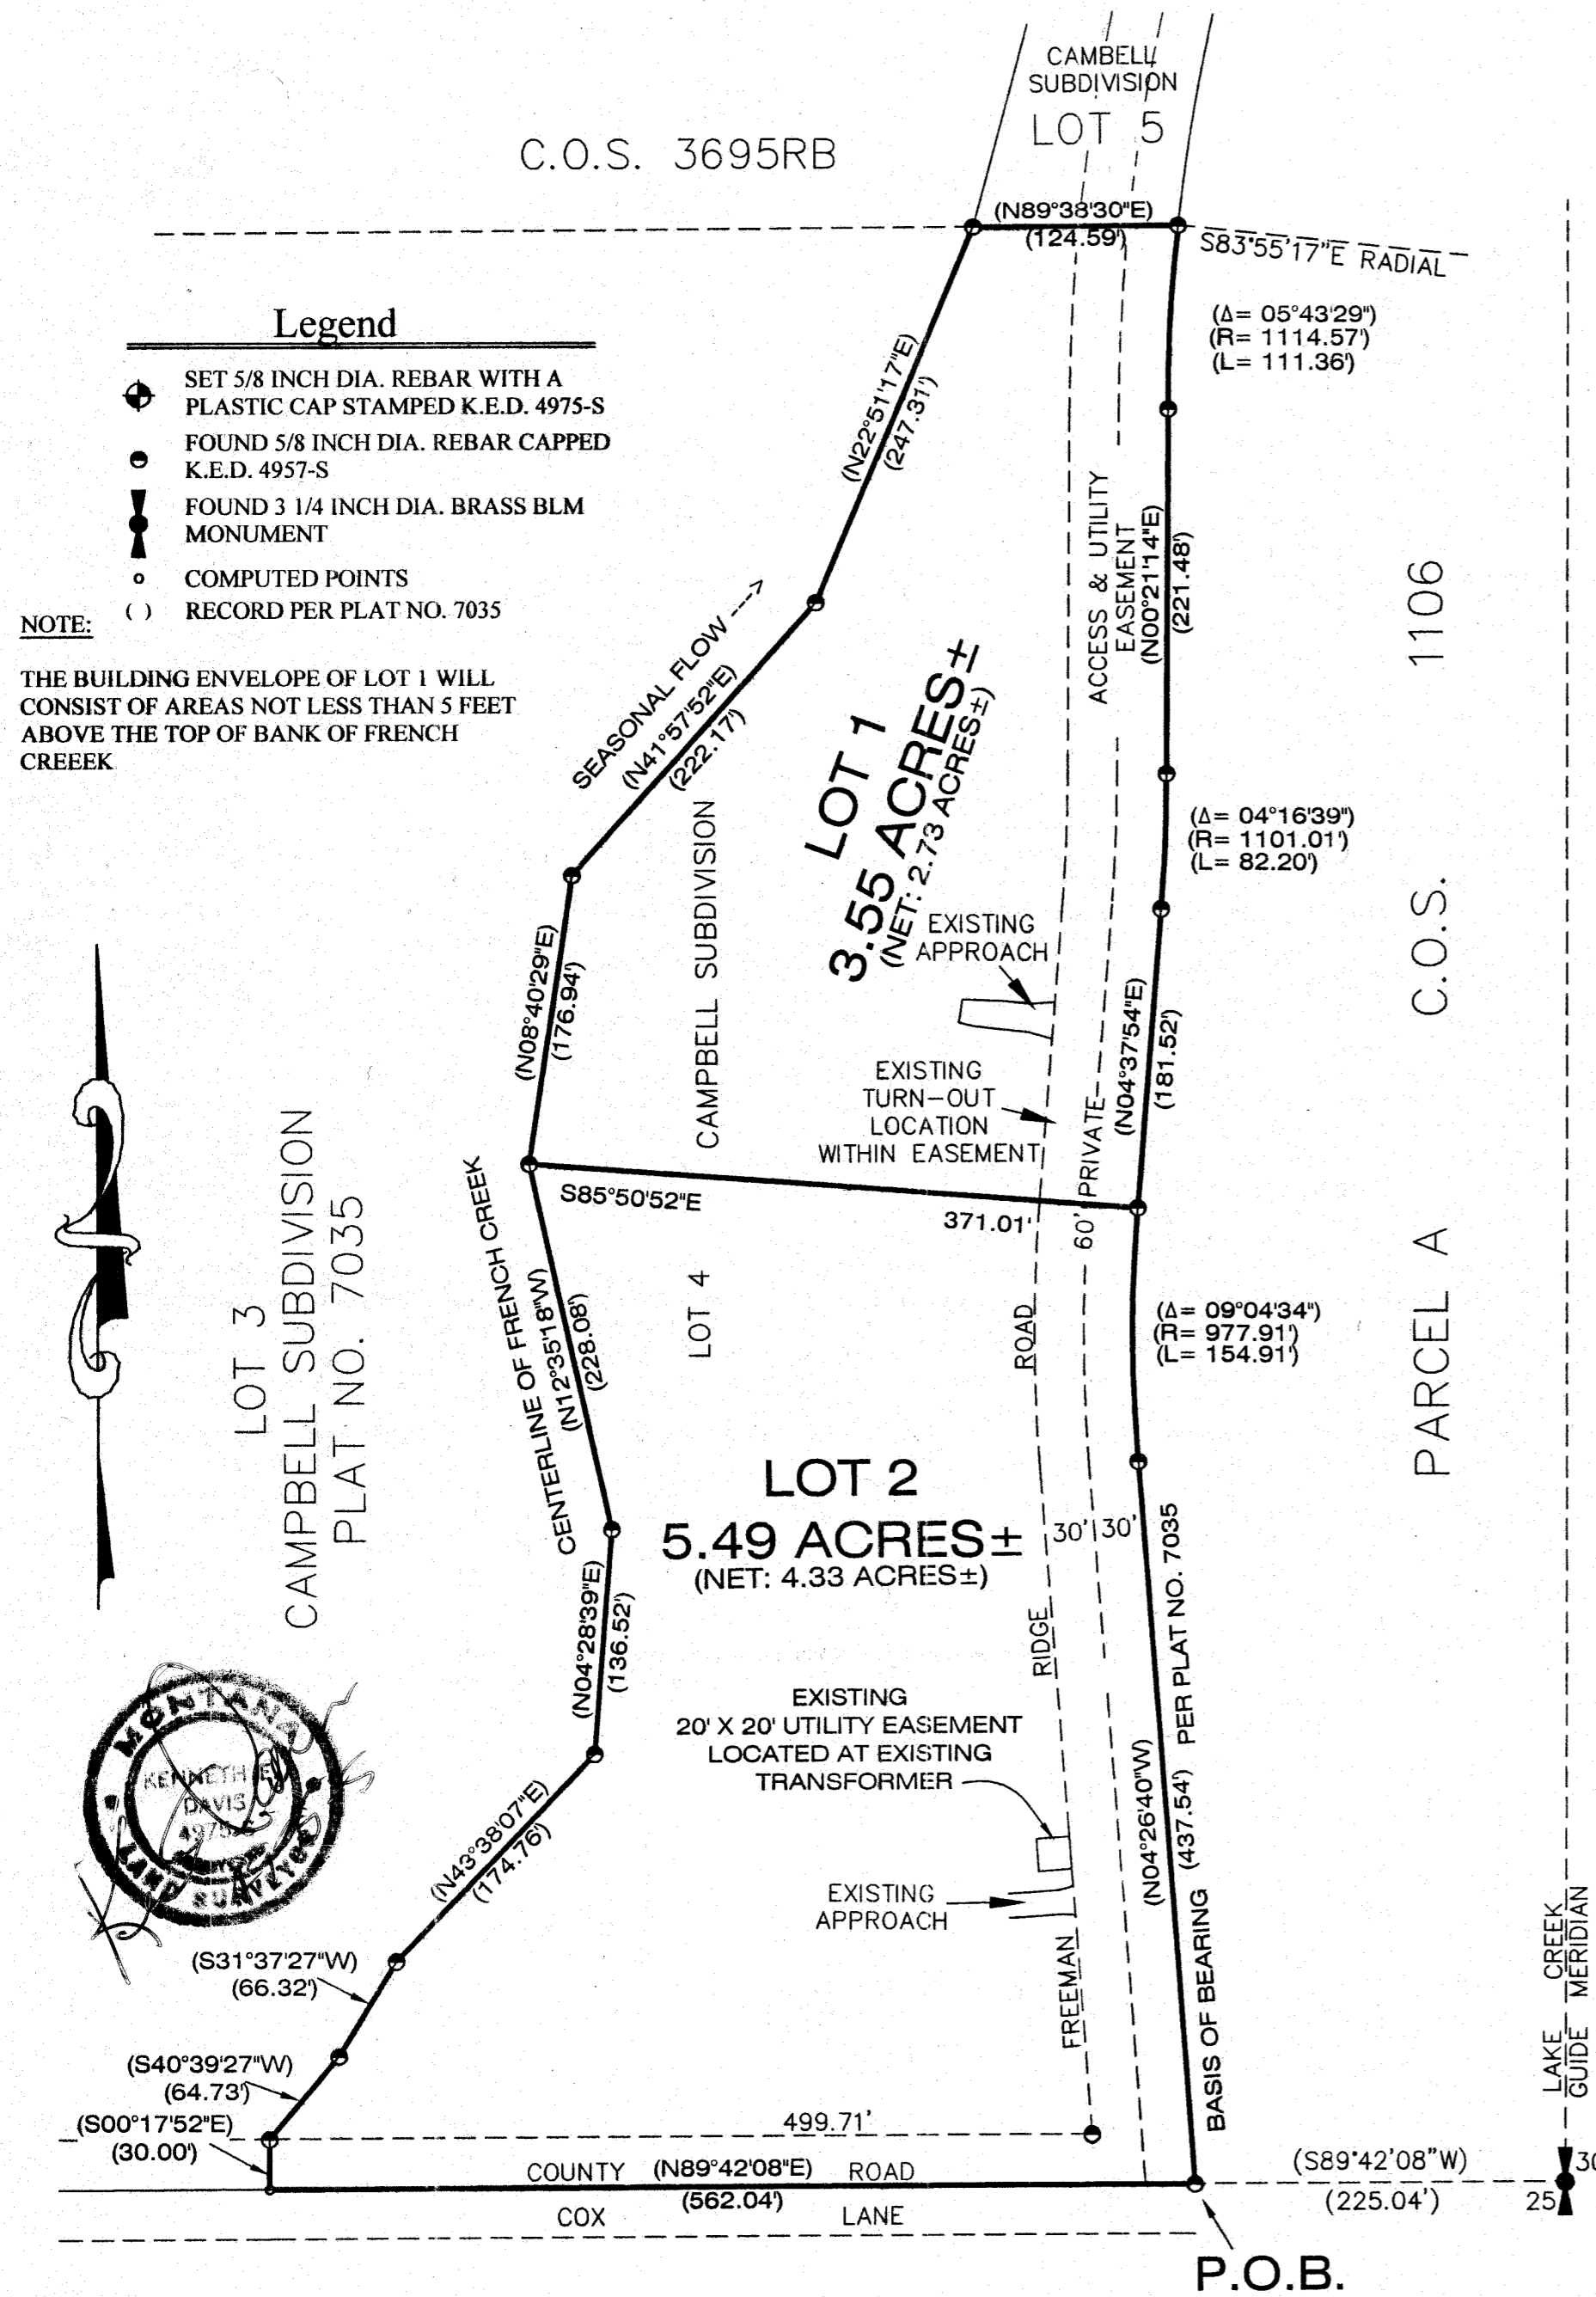 CAMBELL
SUBDIVISION
LOT 5
C.O.S. 3695RB
(N89°38'30"E)
(124.59')
S83°55'17"E RADIAL
(Δ= 05°43'29")
(R= 1114.57')
(L= 111.36')
Legend
SET 5/8 INCH DIA. REBAR WITH A
PLASTIC CAP STAMPED K.E.D. 4975-S
FOUND 5/8 INCH DIA. REBAR CAPPED
K.E.D. 4957-S
FOUND 3 1/4 INCH DIA. BRASS BLM
MONUMENT
COMPUTED POINTS
( ) RECORD PER PLAT NO. 7035
NOTE:
THE BUILDING ENVELOPE OF LOT 1 WILL
CONSIST OF AREAS NOT LESS THAN 5 FEET
ABOVE THE TOP OF BANK OF FRENCH
CREEEK
(N22°51'17"E)
(247.31')
SEASONAL FLOW
(N41°57'52"E)
(222.17')
LOT 1
3.55 ACRES±
(NET: 2.73 ACRES±)
ACCESS & UTILITY
EASEMENT
(N00°21'14"E)
(221.48')
(Δ= 04°16'39")
(R= 1101.01')
(L= 82.20')
PARCEL A C.O.S. 1106
CAMPBELL SUBDIVISION
EXISTING
APPROACH
(N08°40'29"E)
(176.94')
EXISTING
TURN-OUT
LOCATION
WITHIN EASEMENT
60' PRIVATE
(N04°37'54"E)
(181.52')
S85°50'52"E
371.01'
LOT 3
CAMPBELL SUBDIVISION
PLAT NO. 7035
CENTERLINE OF FRENCH CREEK
(N12°35'18"W)
(228.08')
LOT 4
(Δ= 09°04'34")
(R= 977.91')
(L= 154.91')
LOT 2
5.49 ACRES±
(NET: 4.33 ACRES±)
30' 30'
(N04°28'39"E)
(136.52')
FREEMAN RIDGE ROAD
EXISTING
20' X 20' UTILITY EASEMENT
LOCATED AT EXISTING
TRANSFORMER
EXISTING
APPROACH
(N04°26'40"W)
(437.54') PER PLAT NO. 7035
BASIS OF BEARING
MONTANA
KENNETH E.
DAVIS
LAND SURVEYOR
(N43°38'07"E)
(174.76')
(S31°37'27"W)
(66.32')
(S40°39'27"W)
(64.73')
(S00°17'52"E)
(30.00')
499.71'
COUNTY (N89°42'08"E) ROAD
(562.04')
COX LANE
(S89°42'08"W)
(225.04')
LAKE CREEK
GUIDE MERIDIAN
25
P.O.B.